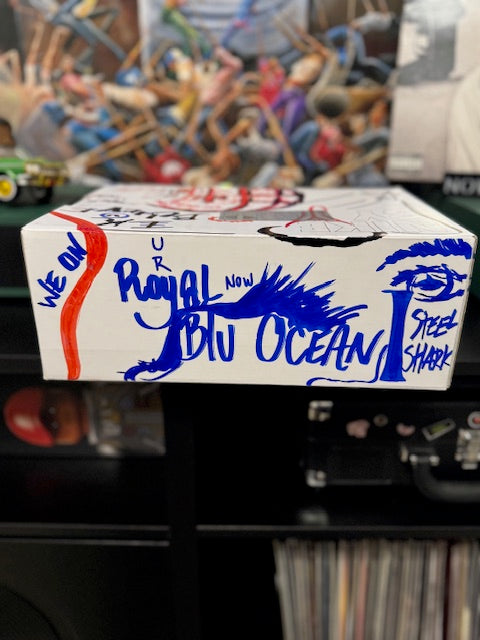 WE ON
U
R
ROYAL NOW
BLU OCEAN
STEEL
SHARK